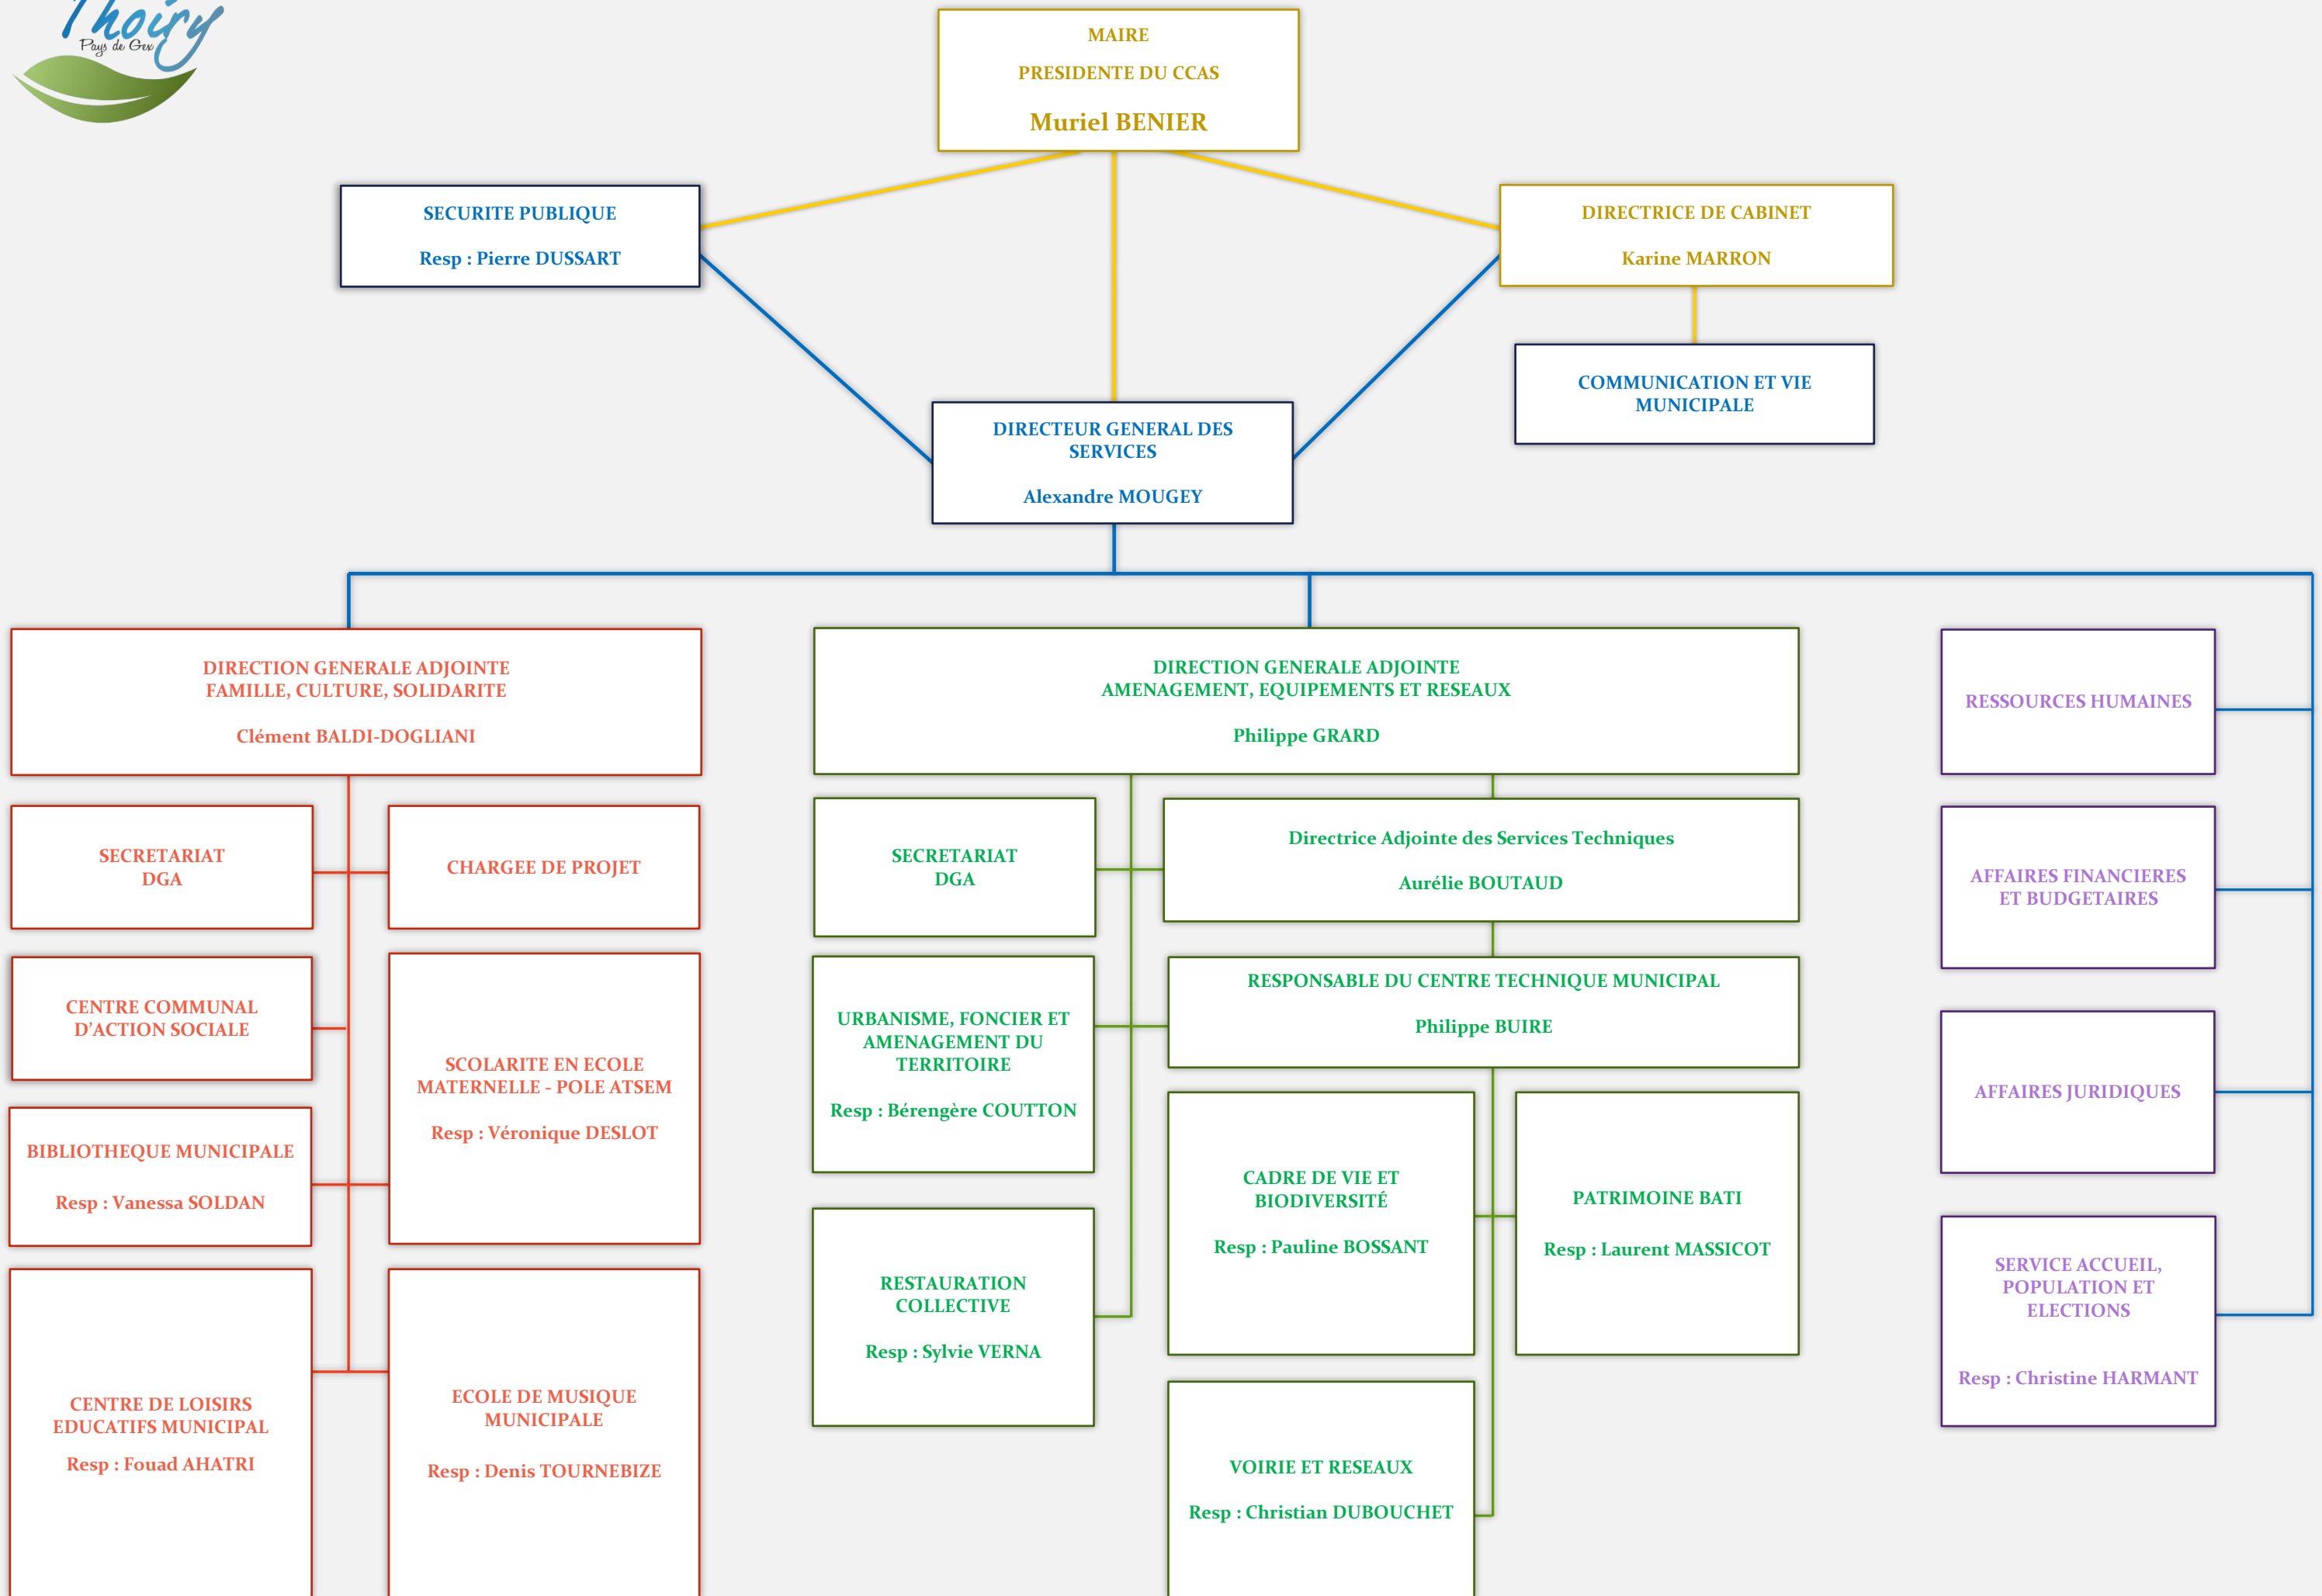 Thoiry
Pays de Gex
MAIRE
PRESIDENTE DU CCAS
Muriel BENIER
SECURITE PUBLIQUE
Resp : Pierre DUSSART
DIRECTRICE DE CABINET
Karine MARRON
COMMUNICATION ET VIE
MUNICIPALE
DIRECTEUR GENERAL DES
SERVICES
Alexandre MOUGEY
DIRECTION GENERALE ADJOINTE
FAMILLE, CULTURE, SOLIDARITE
Clément BALDI-DOGLIANI
SECRETARIAT
DGA
CHARGEE DE PROJET
CENTRE COMMUNAL
D’ACTION SOCIALE
SCOLARITE EN ECOLE
MATERNELLE - POLE ATSEM
Resp : Véronique DESLOT
BIBLIOTHEQUE MUNICIPALE
Resp : Vanessa SOLDAN
CENTRE DE LOISIRS
EDUCATIFS MUNICIPAL
Resp : Fouad AHATRI
ECOLE DE MUSIQUE
MUNICIPALE
Resp : Denis TOURNEBIZE
DIRECTION GENERALE ADJOINTE
AMENAGEMENT, EQUIPEMENTS ET RESEAUX
Philippe GRARD
SECRETARIAT
DGA
Directrice Adjointe des Services Techniques
Aurélie BOUTAUD
URBANISME, FONCIER ET
AMENAGEMENT DU
TERRITOIRE
Resp : Bérengère COUTTON
RESPONSABLE DU CENTRE TECHNIQUE MUNICIPAL
Philippe BUIRE
CADRE DE VIE ET
BIODIVERSITÉ
Resp : Pauline BOSSANT
PATRIMOINE BATI
Resp : Laurent MASSICOT
RESTAURATION
COLLECTIVE
Resp : Sylvie VERNA
VOIRIE ET RESEAUX
Resp : Christian DUBOUCHET
RESSOURCES HUMAINES
AFFAIRES FINANCIERES
ET BUDGETAIRES
AFFAIRES JURIDIQUES
SERVICE ACCUEIL,
POPULATION ET
ELECTIONS
Resp : Christine HARMANT